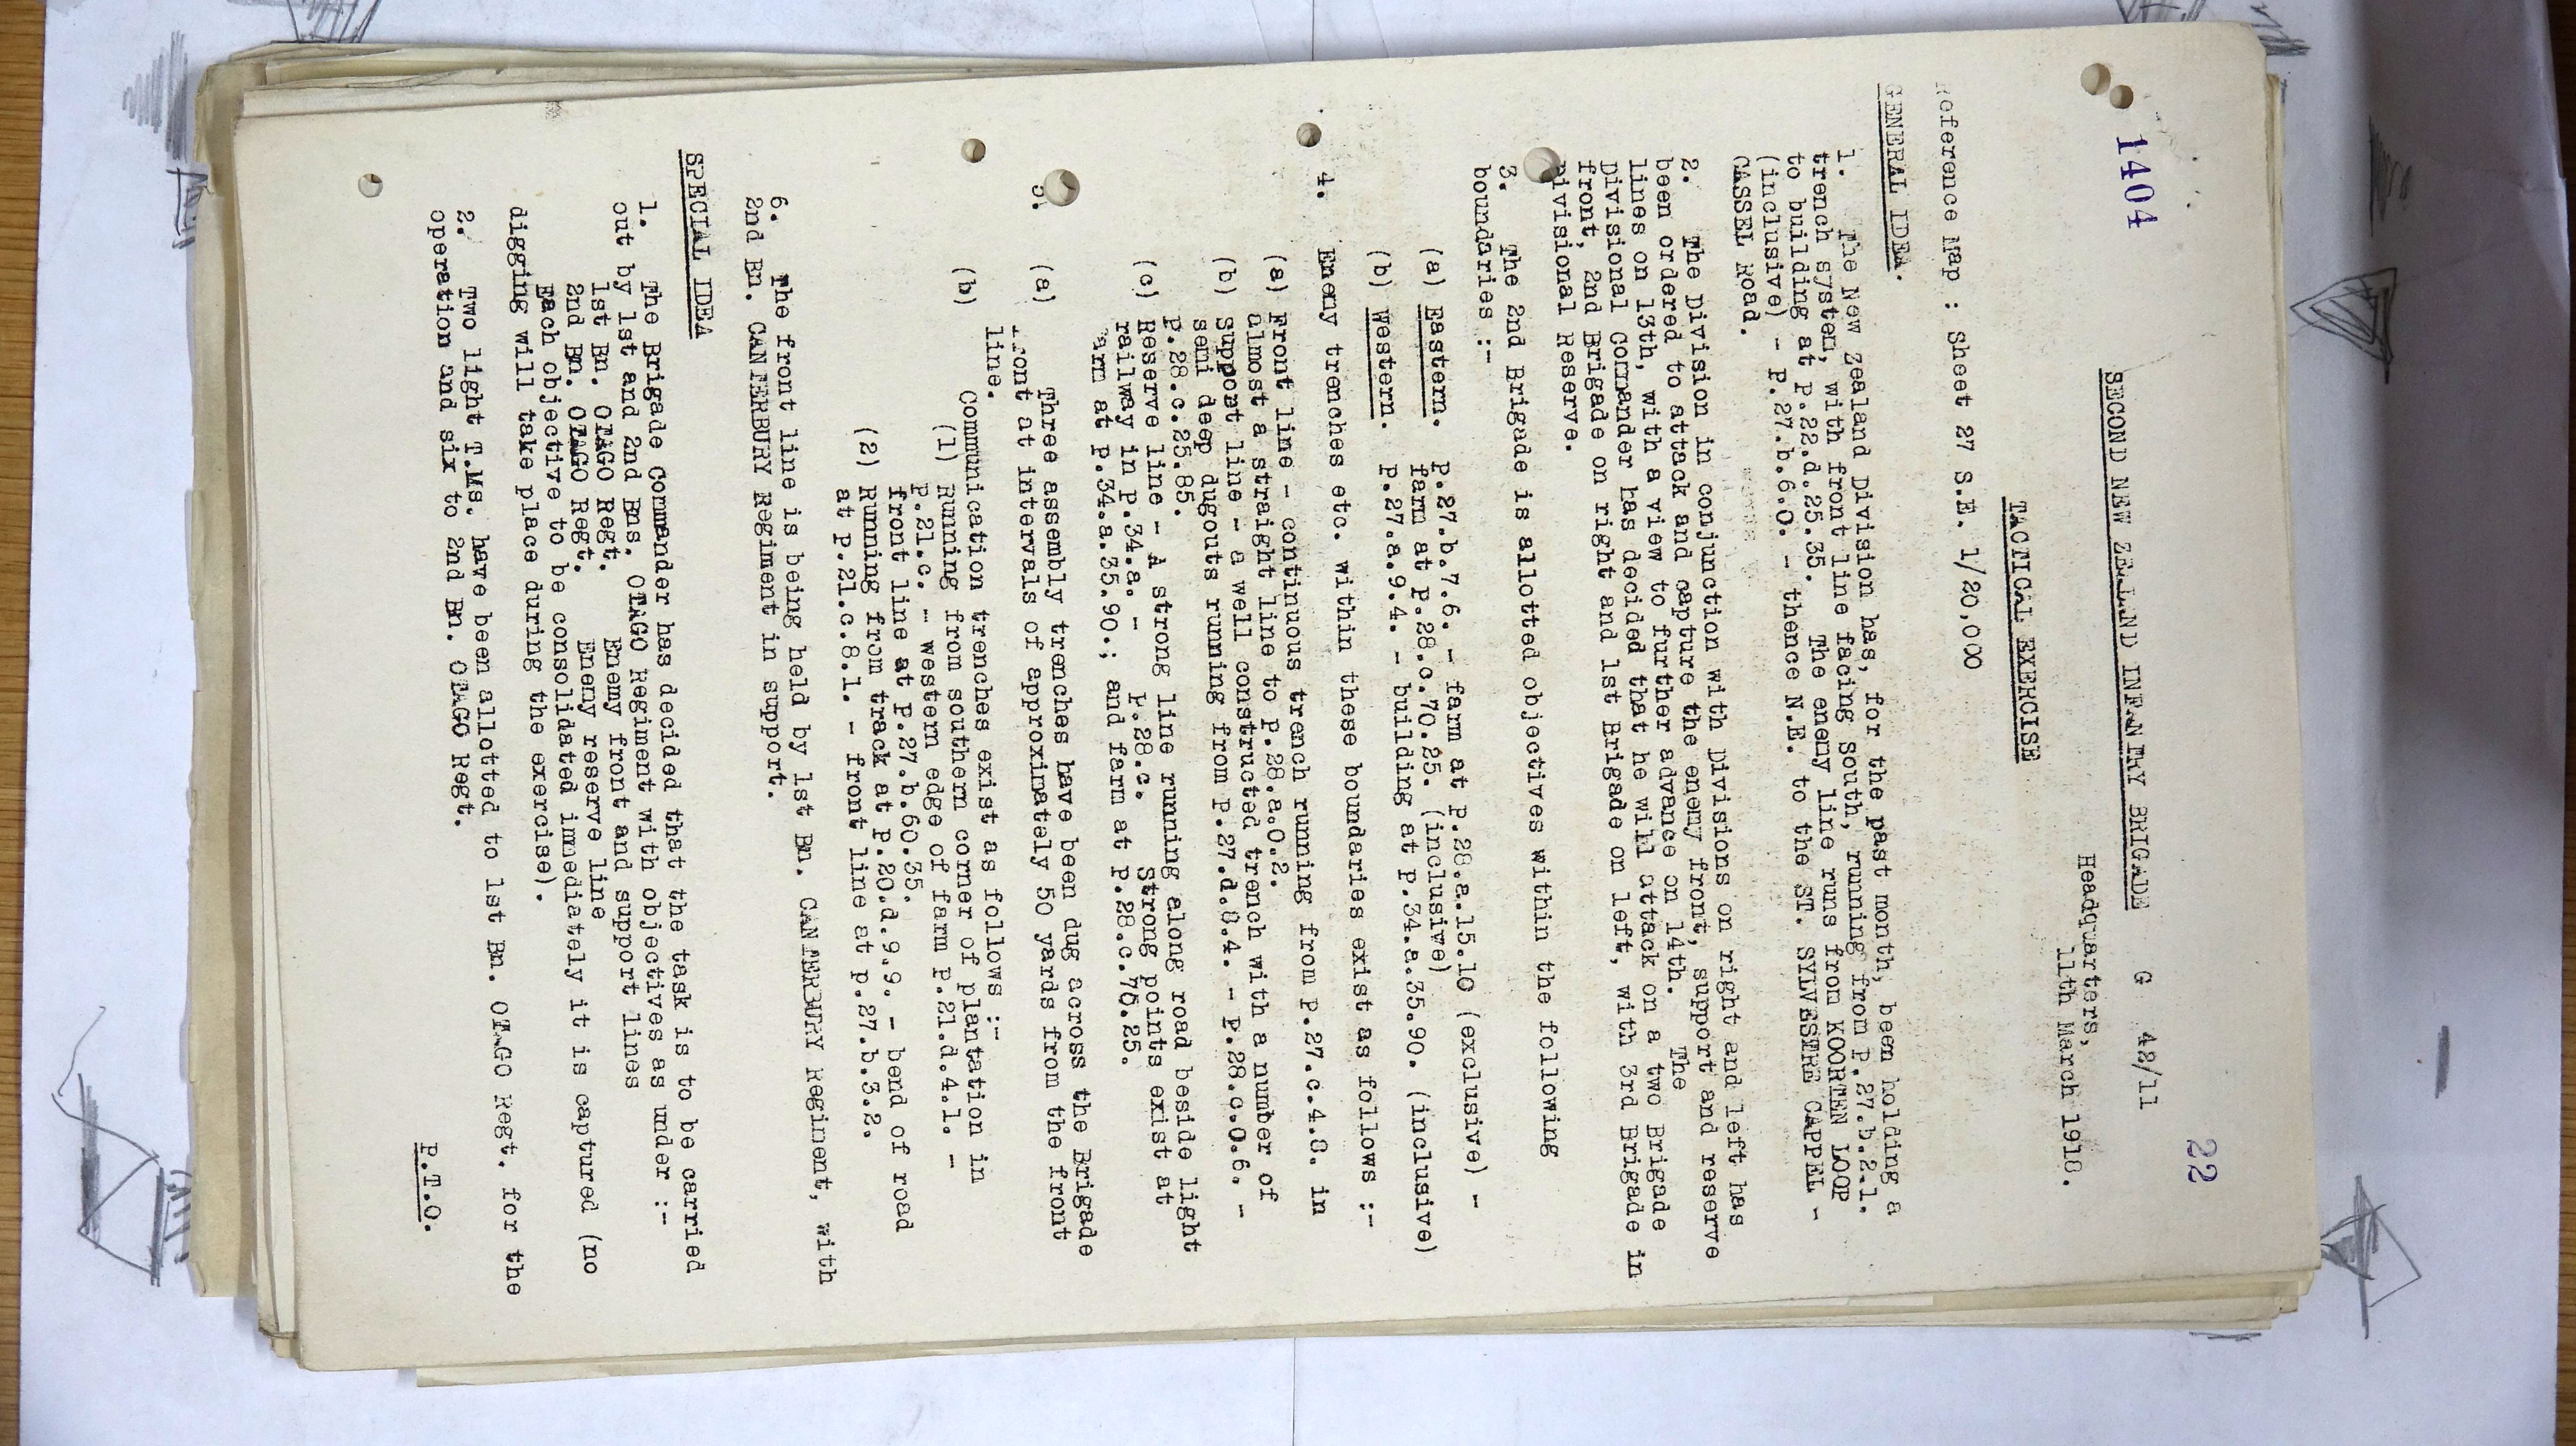 22
1404
SECOND NEW ZEALAND INFANTRY BRIGADE G 42/11
Headquarters,
11th March 1918.
TACTICAL EXERCISE
Reference Map : Sheet 27 S.E. 1/20,000
GENERAL IDEA.
1. The New Zealand Division has, for the past month, been holding a
trench system, with front line facing South, running from P.27.b.2.1.
to building at P.22.d.25.35. The enemy line runs from KOORTEN LOOP
(inclusive) - P.27.b.6.0. - thence N.E. to the ST. SYLVESTRE CAPPEL -
CASSEL Road.
2. The Division in conjunction with Divisions on right and left has
been ordered to attack and capture the enemy front, support and reserve
lines on 13th, with a view to further advance on 14th. The
Divisional Commander has decided that he will attack on a two Brigade
front, 2nd Brigade on right and 1st Brigade on left, with 3rd Brigade in
Divisional Reserve.
3. The 2nd Brigade is allotted objectives within the following
boundaries :-
(a) Eastern. P.27.b.7.6. - farm at P.28.a.15.10 (exclusive) -
farm at P.28.c.70.25. (inclusive)
(b) Western. P.27.a.9.4. - building at P.34.a.35.90. (inclusive)
4. Enemy trenches etc. within these boundaries exist as follows :-
(a) Front line - continuous trench running from P.27.c.4.8. in
almost a straight line to P.28.a.0.2.
(b) Support line - a well constructed trench with a number of
semi deep dugouts running from P.27.d.8.4. - P.28.c.0.6. -
P.28.c.25.85.
(c) Reserve line - A strong line running along road beside light
railway in P.34.a. - P.28.c. Strong points exist at
farm at P.34.a.35.90.; and farm at P.28.c.70.25.
5. (a) Three assembly trenches have been dug across the Brigade
front at intervals of approximately 50 yards from the front
line.
(b) Communication trenches exist as follows :-
(1) Running from southern corner of plantation in
P.21.c. - western edge of farm P.21.d.4.1. -
front line at P.27.b.60.35.
(2) Running from track at P.20.d.9.9. - bend of road
at P.21.c.8.1. - front line at P.27.b.3.2.
6. The front line is being held by 1st Bn. CANTERBURY Regiment, with
2nd Bn. CANTERBURY Regiment in support.
SPECIAL IDEA
1. The Brigade Commander has decided that the task is to be carried
out by 1st and 2nd Bns. OTAGO Regiment with objectives as under :-
1st Bn. OTAGO Regt. Enemy front and support lines
2nd Bn. OTAGO Regt. Enemy reserve line
Each objective to be consolidated immediately it is captured (no
digging will take place during the exercise).
2. Two light T.Ms. have been allotted to 1st Bn. OTAGO Regt. for the
operation and six to 2nd Bn. OTAGO Regt.
P.T.O.